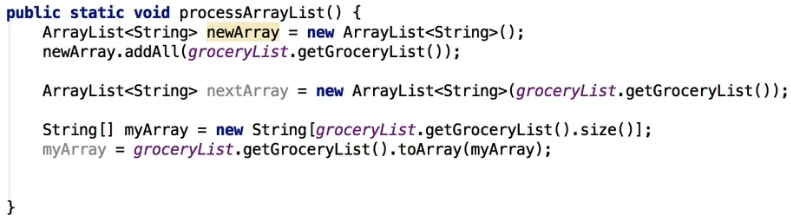 public static void processArrayList() {
    ArrayList<String> newArray = new ArrayList<String>();
    newArray.addAll(groceryList.getGroceryList());
    ArrayList<String> nextArray = new ArrayList<String>(groceryList.getGroceryList());
    String[] myArray = new String[groceryList.getGroceryList().size()];
    myArray = groceryList.getGroceryList().toArray(myArray);
}